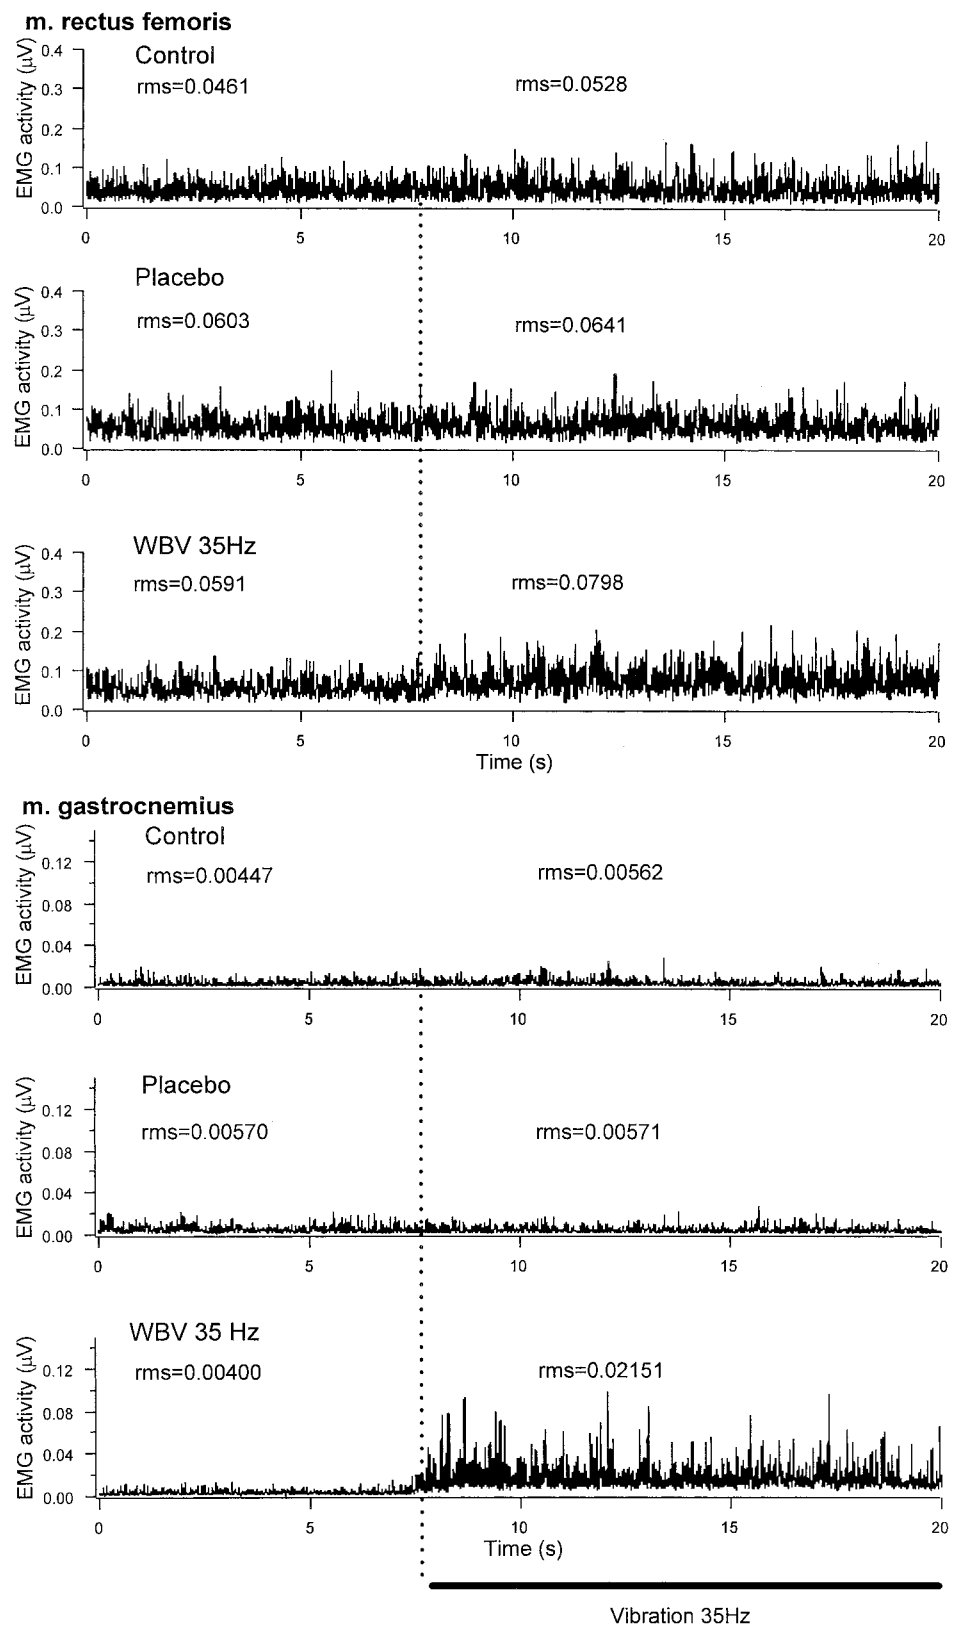 m. rectus femoris
EMG activity (μV)
0.4
0.3
0.2
0.1
0.0
Control
rms=0.0461
rms=0.0528
0 5 10 15 20
EMG activity (μV)
0.4
0.3
0.2
0.1
0.0
Placebo
rms=0.0603
rms=0.0641
0 5 10 15 20
EMG activity (μV)
0.4
0.3
0.2
0.1
0.0
WBV 35Hz
rms=0.0591
rms=0.0798
0 5 10 15 20
Time (s)
m. gastrocnemius
EMG activity (μV)
0.12
0.08
0.04
0.00
Control
rms=0.00447
rms=0.00562
0 5 10 15 20
EMG activity (μV)
0.12
0.08
0.04
0.00
Placebo
rms=0.00570
rms=0.00571
0 5 10 15 20
EMG activity (μV)
0.12
0.08
0.04
0.00
WBV 35 Hz
rms=0.00400
rms=0.02151
0 5 10 15 20
Time (s)
Vibration 35Hz